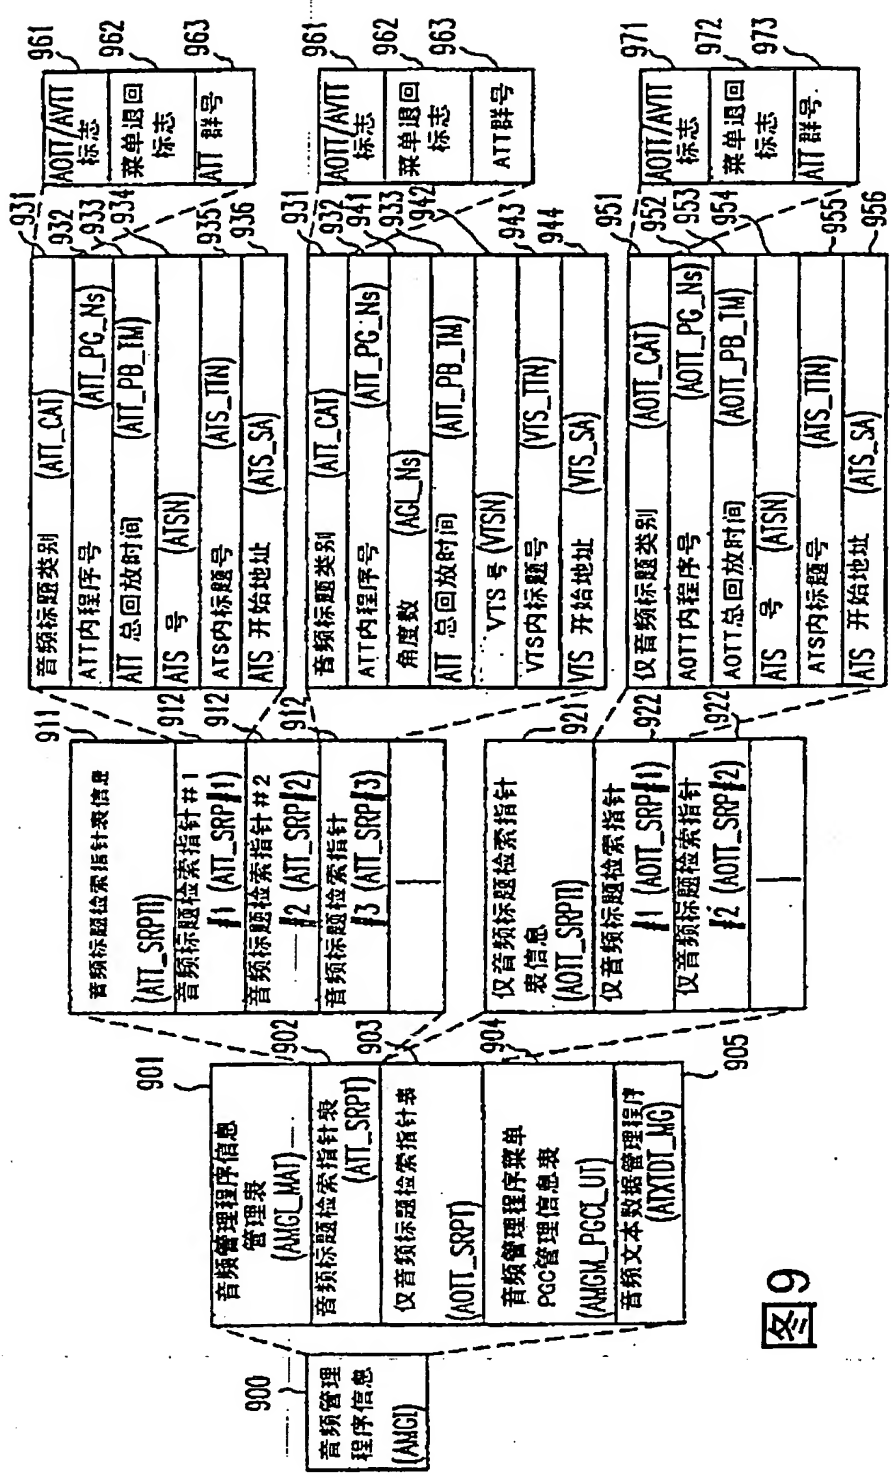 900
音频管理
程序信息
(AMGI)
901
音频管理程序信息
管理表
(AMGI_MAT)
902
音频标题检索指针表
(ATT_SRPT)
903
仅音频标题检索指针表
(AOTT_SRPT)
904
音频管理程序菜单
PGC管理信息表
(AMGM_PGCI_UT)
905
音频文本数据管理程序
(ATXTDT_MG)
911
音频标题检索指针表信息
(ATT_SRPTI)
912
音频标题检索指针#1
#1 (ATT_SRP#1)
912
音频标题检索指针#2
#2 (ATT_SRP#2)
912
音频标题检索指针
#3 (ATT_SRP#3)
921
仅音频标题检索指针
表信息
(AOTT_SRPTI)
922
仅音频标题检索指针
#1 (AOTT_SRP#1)
922
仅音频标题检索指针
#2 (AOTT_SRP#2)
931
音频标题类别 (ATT_CAT)
932
ATT内程序号 (ATT_PG_Ns)
933
ATT 总回放时间 (ATT_PB_TM)
934
ATS 号 (ATSN)
935
ATS内标题号 (ATS_TTN)
936
ATS 开始地址 (ATS_SA)
931
音频标题类别 (ATT_CAT)
932
ATT内程序号 (ATT_PG_Ns)
941
角度数 (AGL_Ns)
933
ATT 总回放时间 (ATT_PB_TM)
942
VTS 号 (VTSN)
943
VTS内标题号 (VTS_TTN)
944
VTS 开始地址 (VTS_SA)
951
仅音频标题类别 (AOTT_CAT)
952
AOTT内程序号 (AOTT_PG_Ns)
953
AOTT总回放时间 (AOTT_PB_TM)
954
ATS 号 (ATSN)
955
ATS内标题号 (ATS_TTN)
956
ATS 开始地址 (ATS_SA)
961
AOTT/AVTT
标志
962
菜单退回
标志
963
ATT 群号
961
AOTT/AVTT
标志
962
菜单退回
标志
963
ATT群号
971
AOTT/AVTT
标志
972
菜单退回
标志
973
ATT 群号
图9